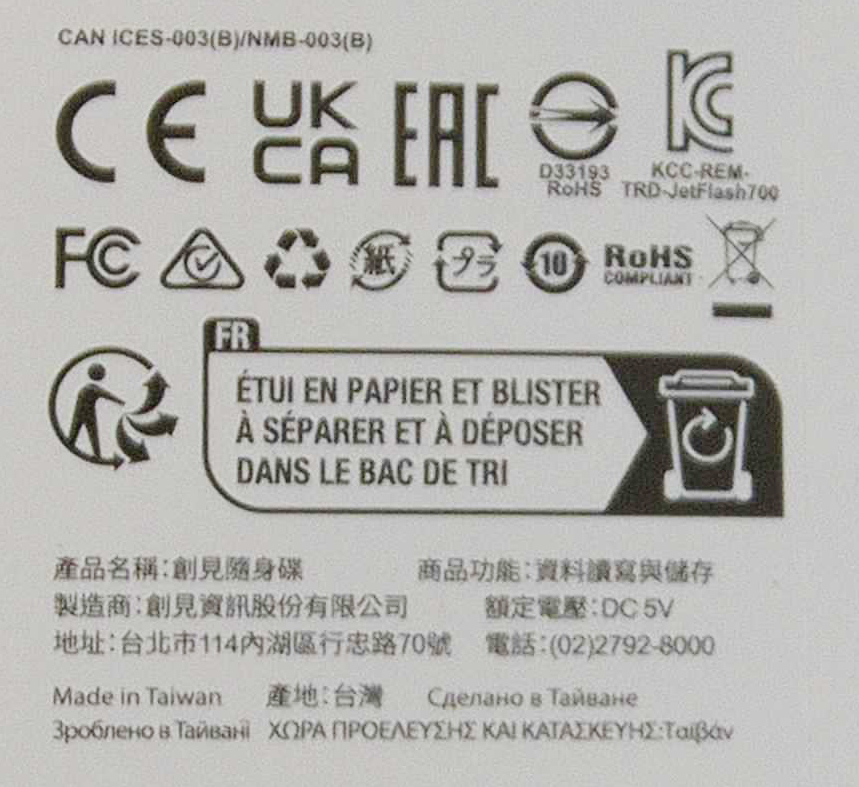 CAN ICES-003(B)/NMB-003(B)
CE UK CA EAC
D33193 KCC-REM-
RoHS TRD-JetFlash700
FC 紙 プラ 10 RoHS
COMPLIANT
FR
ÉTUI EN PAPIER ET BLISTER
À SÉPARER ET À DÉPOSER
DANS LE BAC DE TRI
產品名稱:創見隨身碟 商品功能:資料讀寫與儲存
製造商:創見資訊股份有限公司 額定電壓:DC 5V
地址:台北市114內湖區行忠路70號 電話:(02)2792-8000
Made in Taiwan 產地:台灣 Сделано в Тайване
Зроблено в Тайвані ΧΩΡΑ ΠΡΟΕΛΕΥΣΗΣ ΚΑΙ ΚΑΤΑΣΚΕΥΗΣ:Ταϊβάν